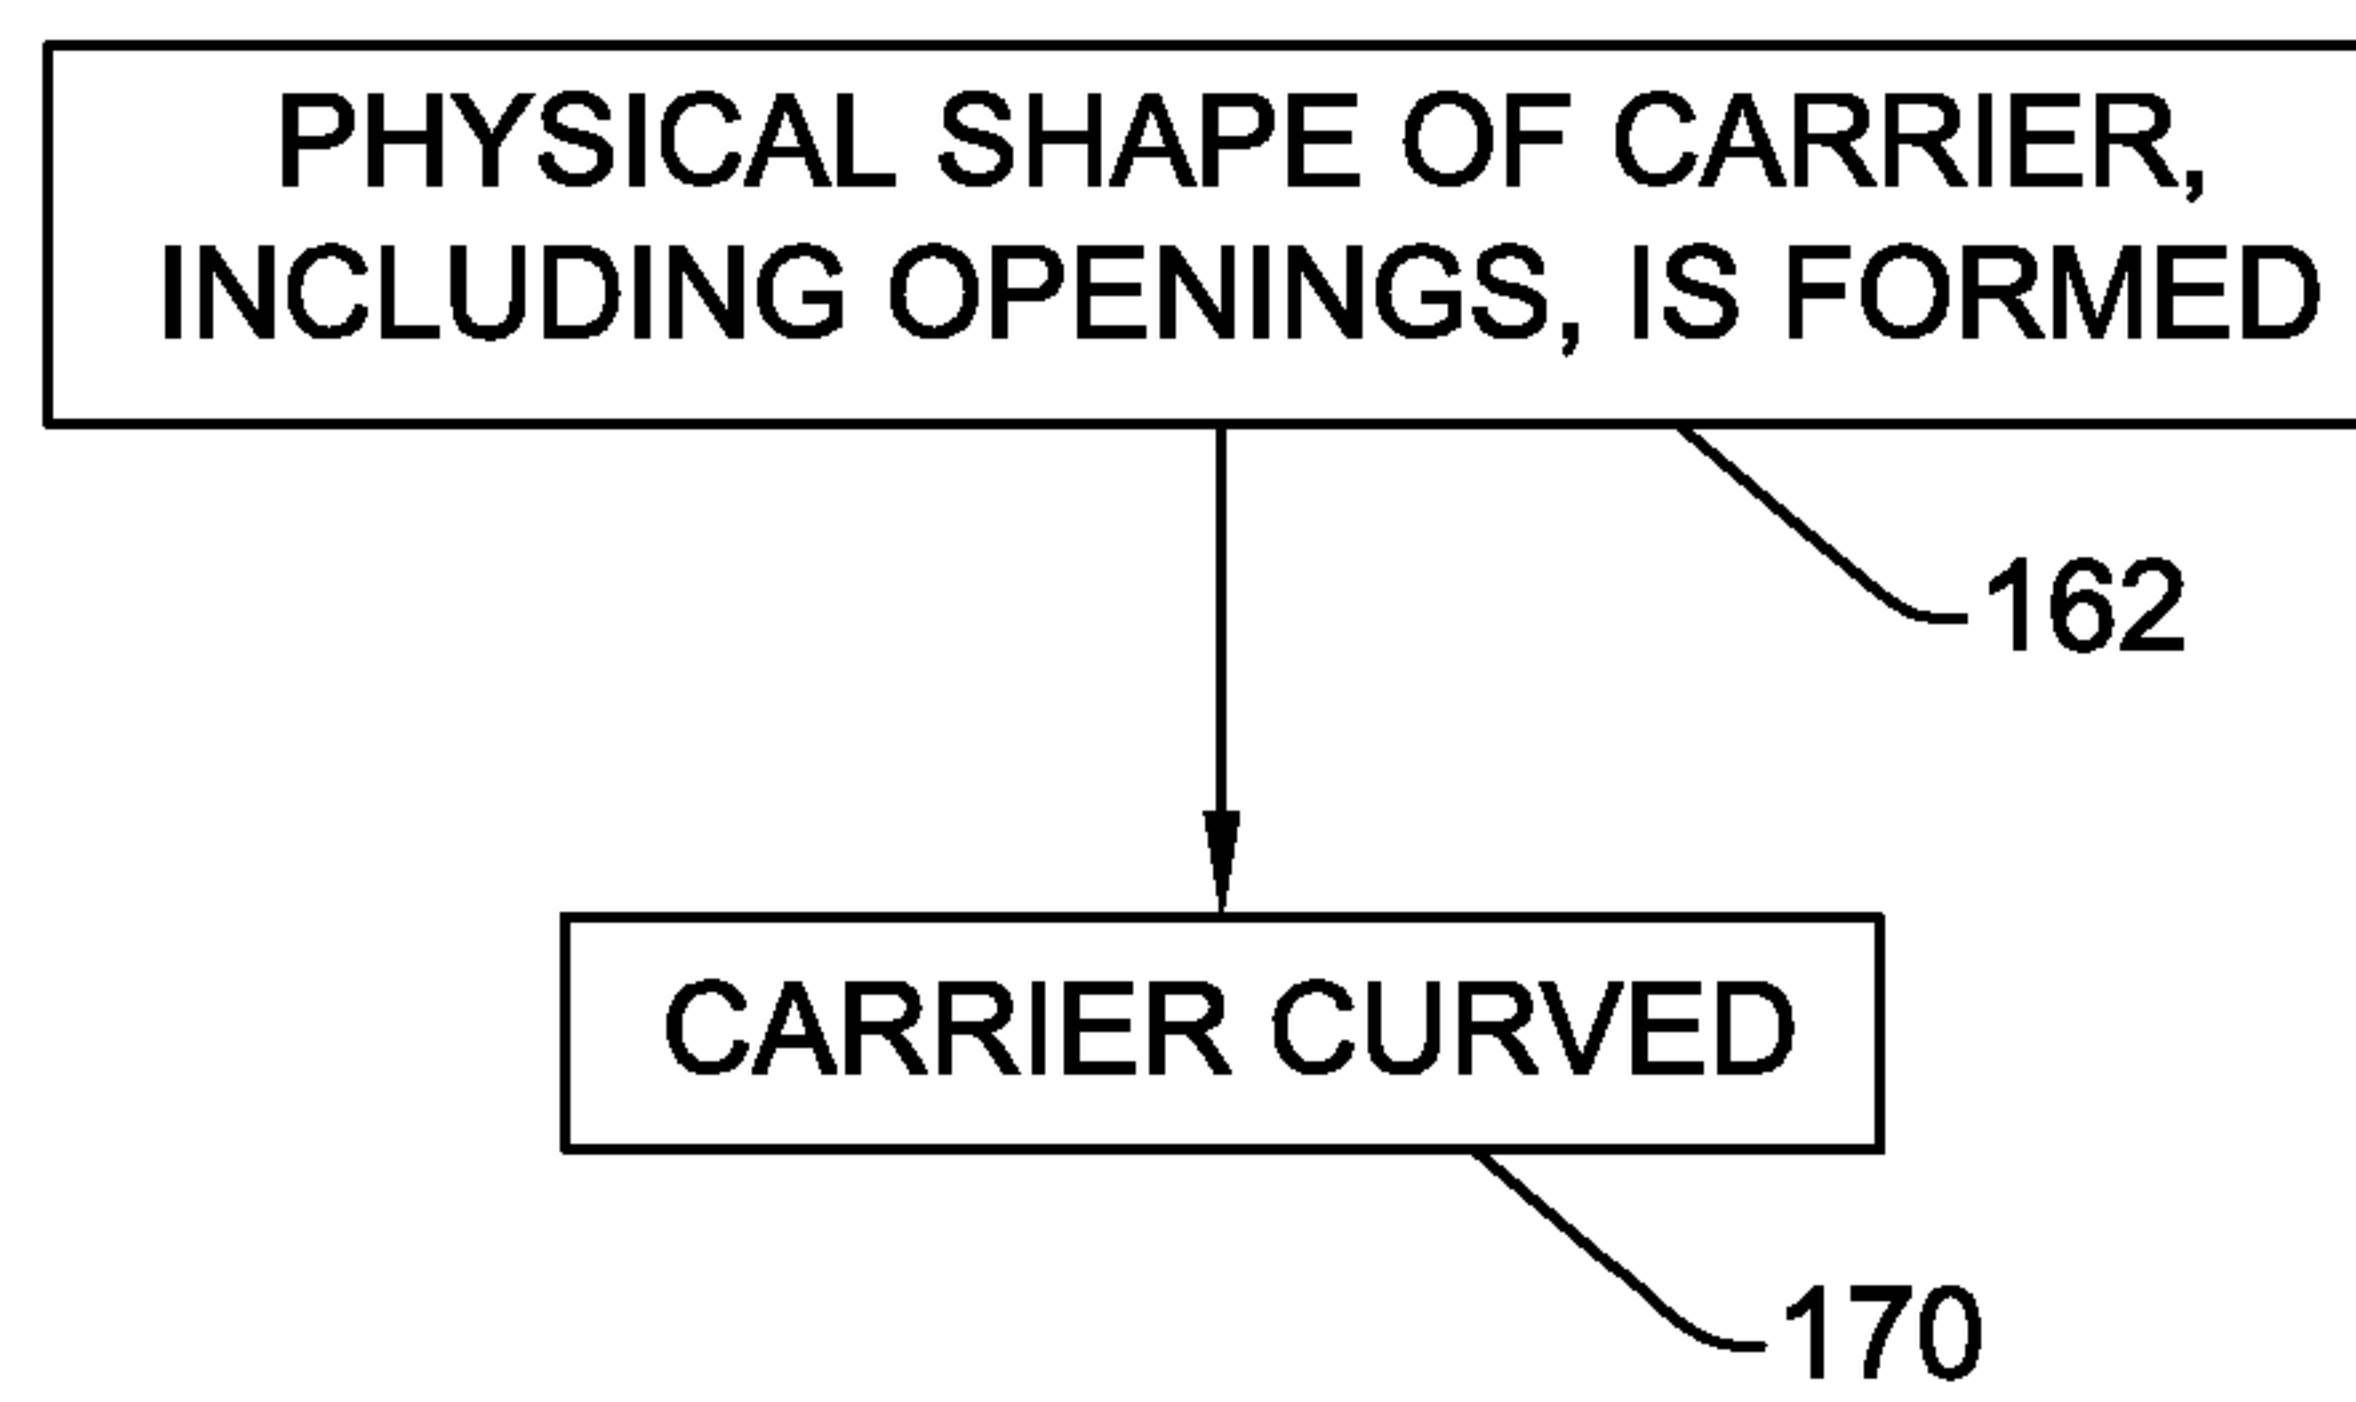 PHYSICAL SHAPE OF CARRIER,
INCLUDING OPENINGS, IS FORMED
162
CARRIER CURVED
170